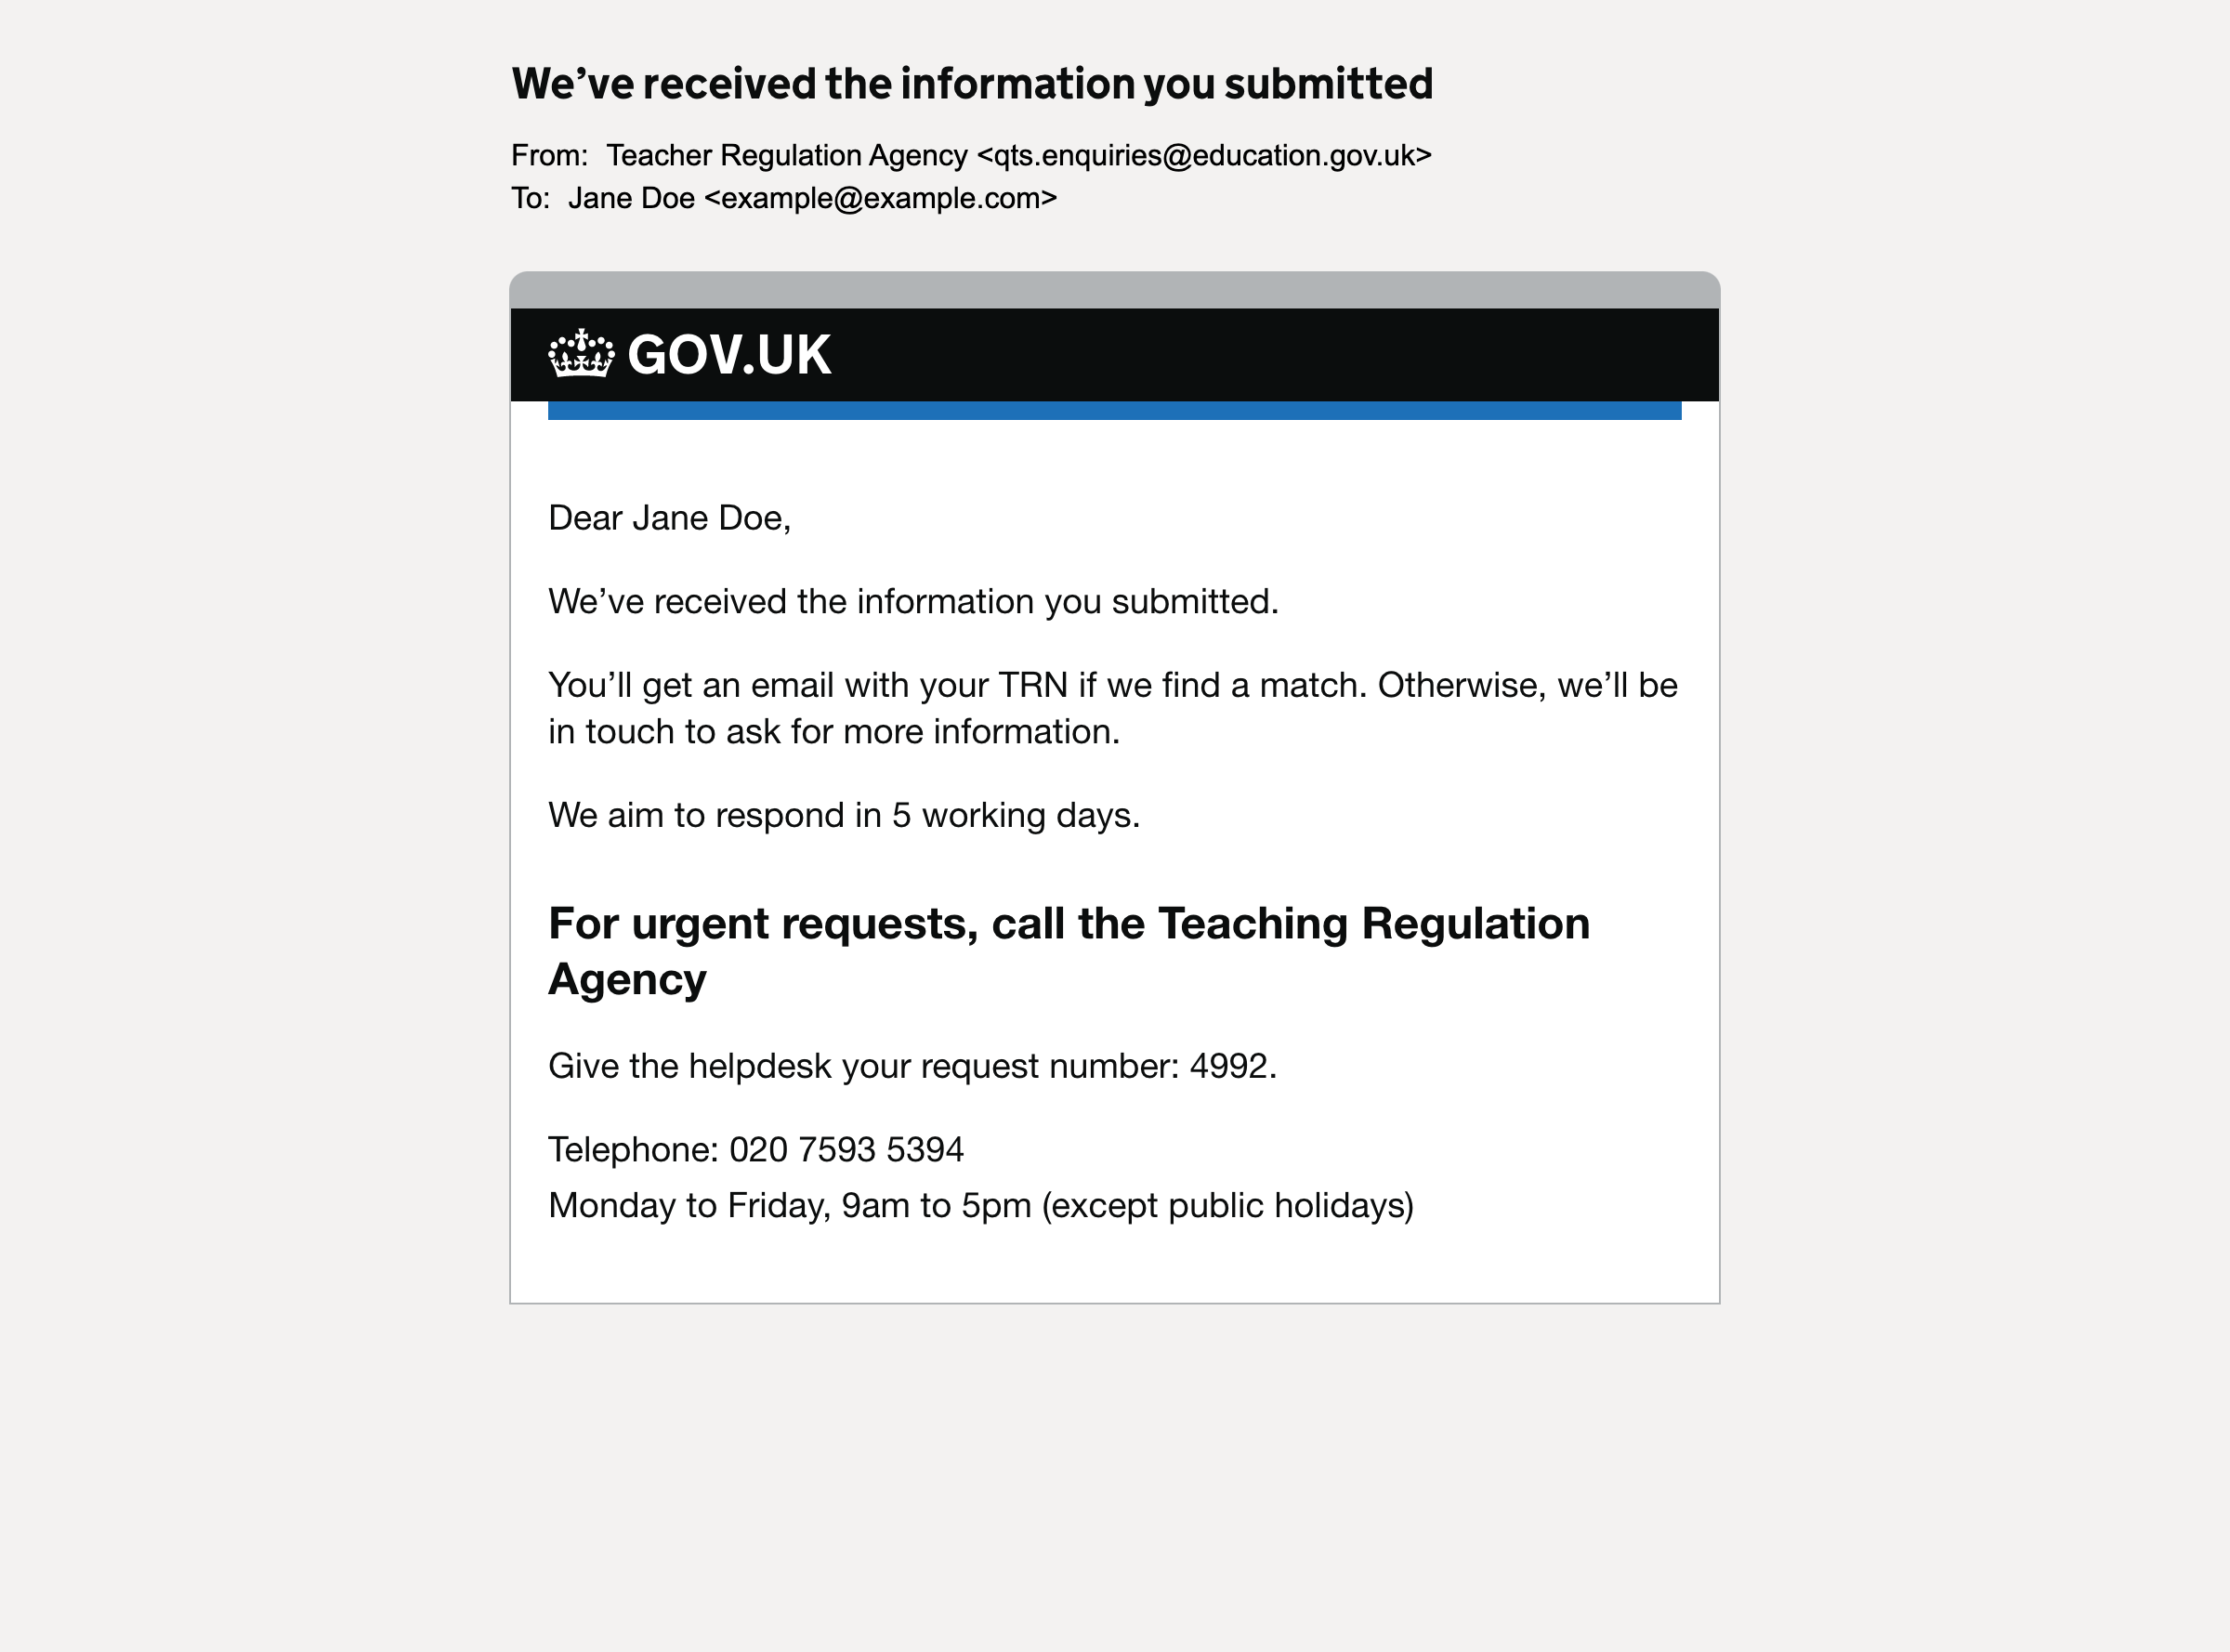 We’ve received the information you submitted
From: Teacher Regulation Agency <qts.enquiries@education.gov.uk>
To: Jane Doe <example@example.com>
GOV.UK
Dear Jane Doe,
We’ve received the information you submitted.
You’ll get an email with your TRN if we find a match. Otherwise, we’ll be
in touch to ask for more information.
We aim to respond in 5 working days.
For urgent requests, call the Teaching Regulation
Agency
Give the helpdesk your request number: 4992.
Telephone: 020 7593 5394
Monday to Friday, 9am to 5pm (except public holidays)